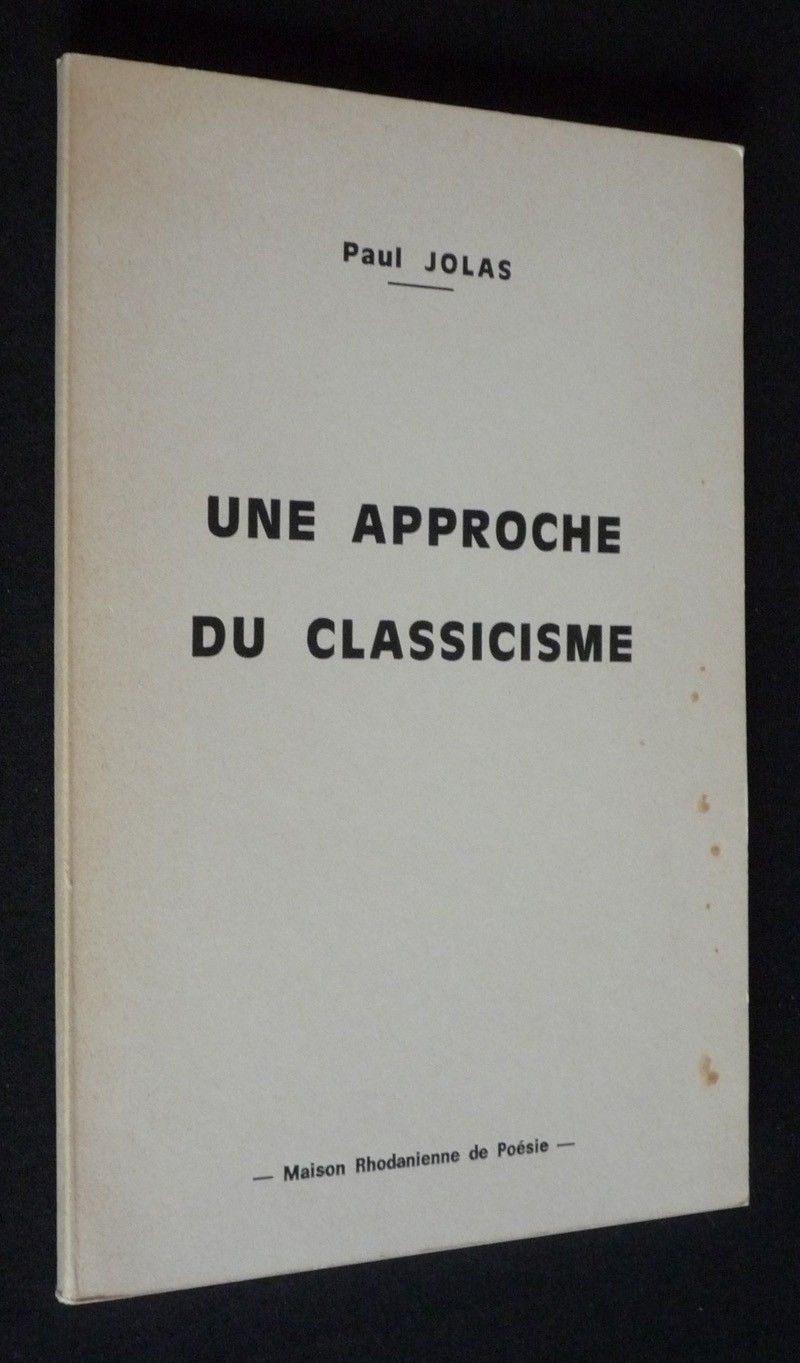 Paul JOLAS
UNE APPROCHE
DU CLASSICISME
— Maison Rhodanienne de Poésie —